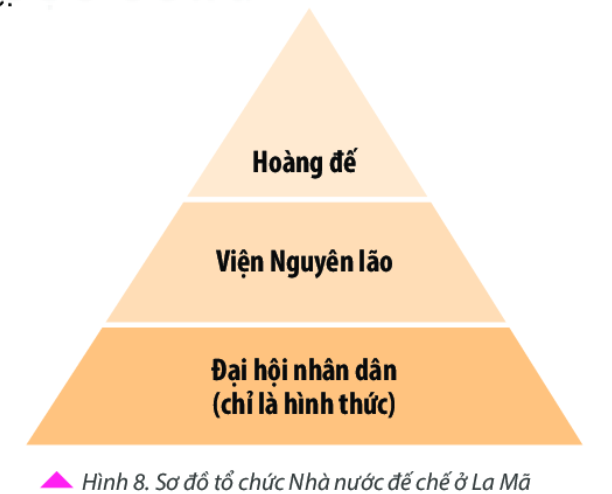 Hoàng đế
Viện Nguyên lão
Đại hội nhân dân
(chỉ là hình thức)
Hình 8. Sơ đồ tổ chức Nhà nước đế chế ở La Mã